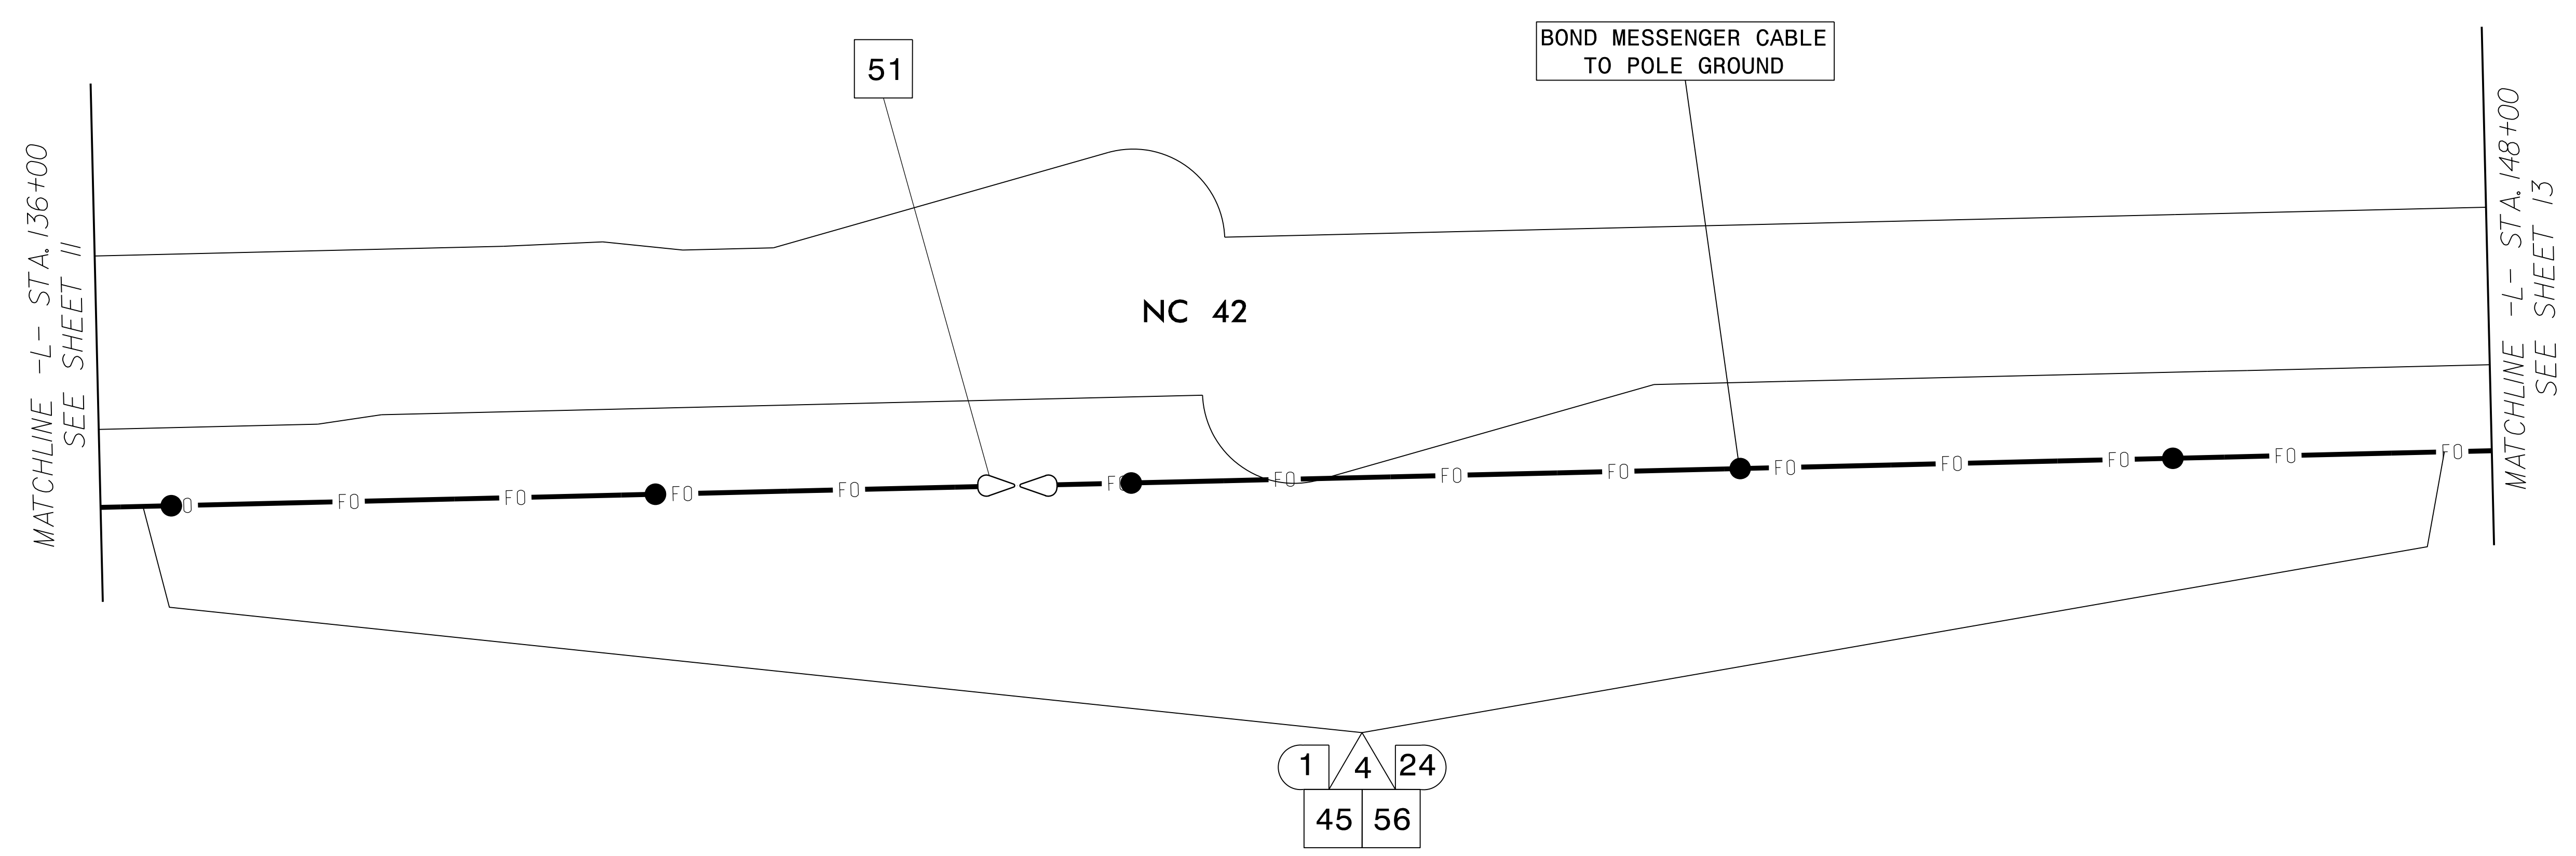 MATCHLINE -L- STA. 136+00
SEE SHEET 11
51
BOND MESSENGER CABLE
TO POLE GROUND
NC 42
O FO FO FO FO F FO FO FO FO FO FO FO FO
1 4 24
45 56
MATCHLINE -L- STA. 148+00
SEE SHEET 13